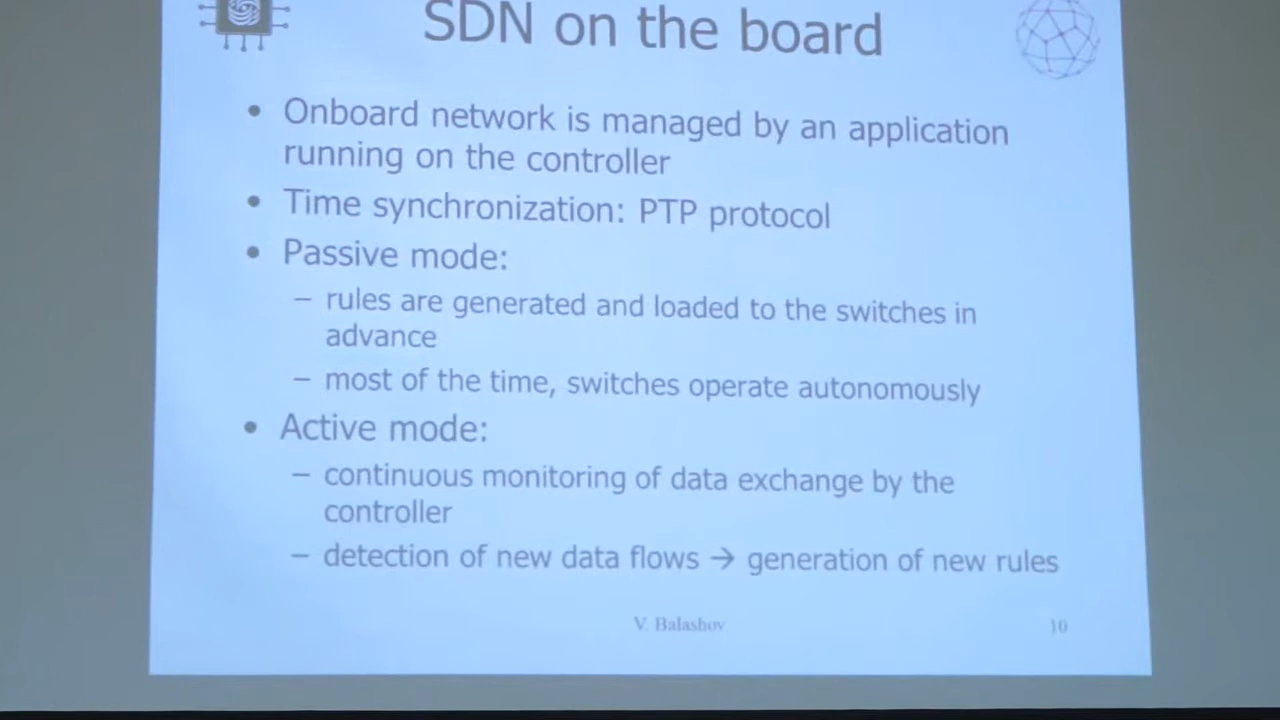 SDN on the board
• Onboard network is managed by an application
running on the controller
• Time synchronization: PTP protocol
• Passive mode:
– rules are generated and loaded to the switches in
advance
– most of the time, switches operate autonomously
• Active mode:
– continuous monitoring of data exchange by the
controller
– detection of new data flows → generation of new rules
V. Balashov
10